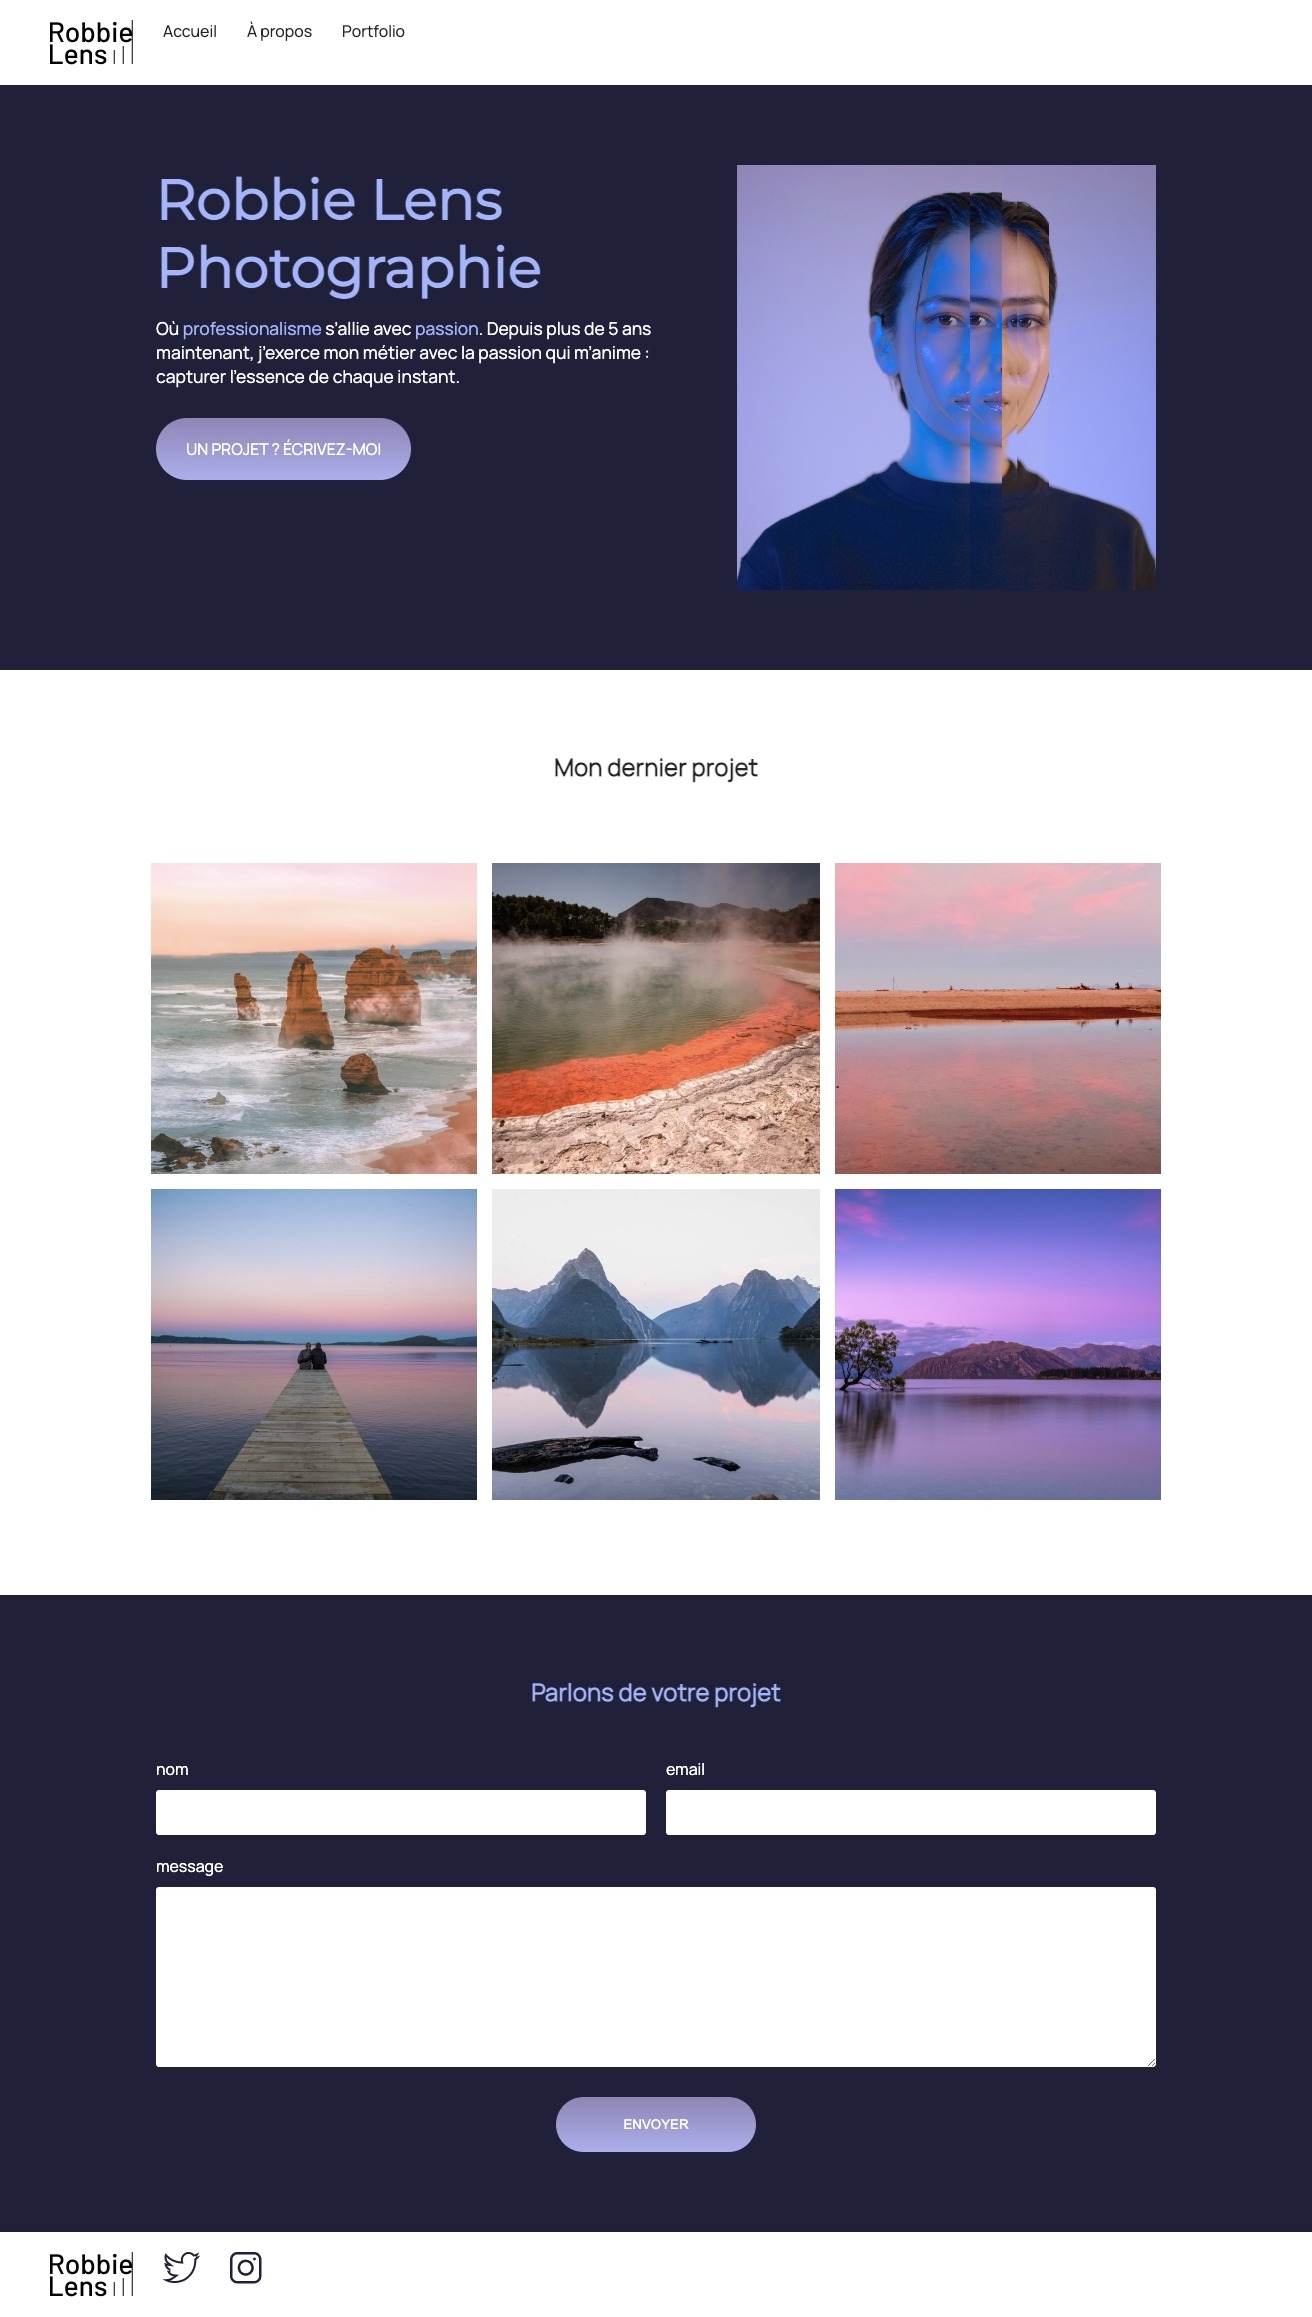 Robbie
Lens
Accueil
À propos
Portfolio
Robbie Lens
Photographie
Où professionalisme s'allie avec passion. Depuis plus de 5 ans
maintenant, j'exerce mon métier avec la passion qui m'anime :
capturer l'essence de chaque instant.
UN PROJET ? ÉCRIVEZ-MOI
Mon dernier projet
Parlons de votre projet
nom
email
message
ENVOYER
Robbie
Lens